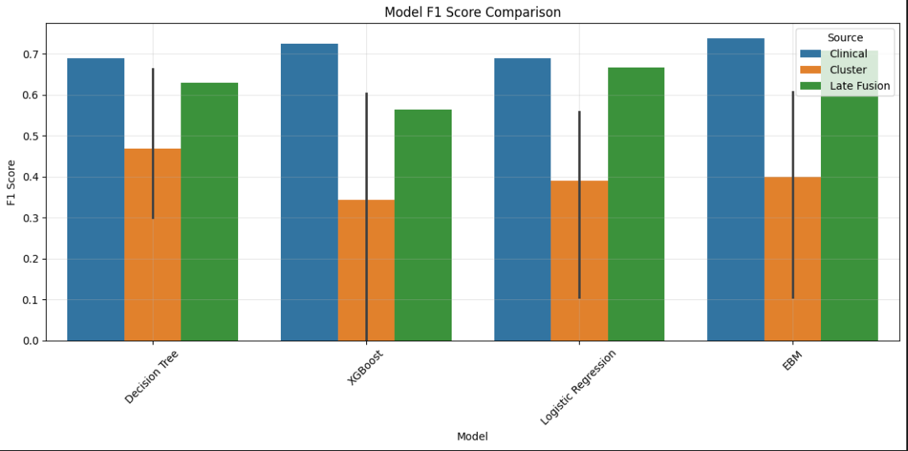 Model F1 Score Comparison
Source
Clinical
Cluster
Late Fusion
F1 Score
0.7
0.6
0.5
0.4
0.3
0.2
0.1
0.0
Decision Tree
XGBoost
Logistic Regression
EBM
Model